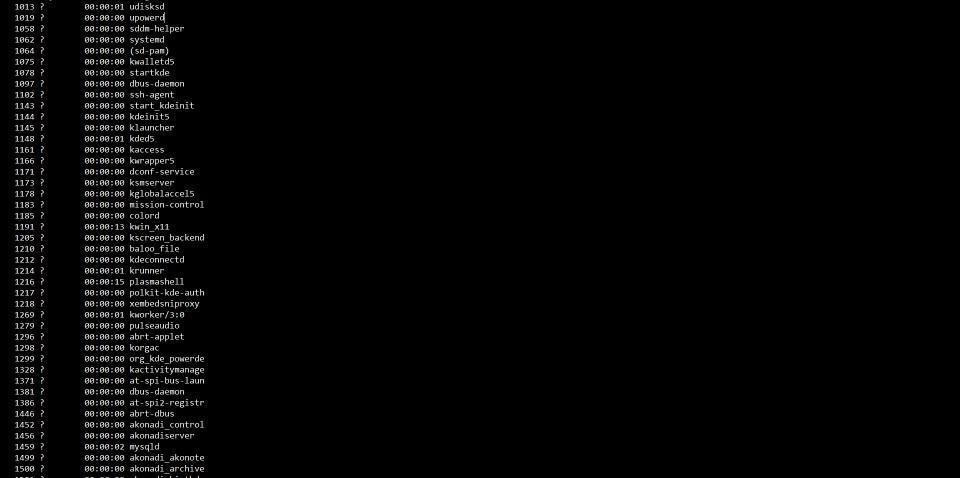 1013 ? 00:00:01 udisksd
1019 ? 00:00:00 upowerd
1058 ? 00:00:00 sddm-helper
1062 ? 00:00:00 systemd
1064 ? 00:00:00 (sd-pam)
1075 ? 00:00:00 kwalletd5
1078 ? 00:00:00 startkde
1097 ? 00:00:00 dbus-daemon
1102 ? 00:00:00 ssh-agent
1143 ? 00:00:00 start_kdeinit
1144 ? 00:00:00 kdeinit5
1145 ? 00:00:00 klauncher
1148 ? 00:00:01 kded5
1161 ? 00:00:00 kaccess
1166 ? 00:00:00 kwrapper5
1171 ? 00:00:00 dconf-service
1173 ? 00:00:00 ksmserver
1178 ? 00:00:00 kglobalaccel5
1183 ? 00:00:00 mission-control
1185 ? 00:00:00 colord
1191 ? 00:00:13 kwin_x11
1205 ? 00:00:00 kscreen_backend
1210 ? 00:00:00 baloo_file
1212 ? 00:00:00 kdeconnectd
1214 ? 00:00:01 krunner
1216 ? 00:00:15 plasmashell
1217 ? 00:00:00 polkit-kde-auth
1218 ? 00:00:00 xembedsniproxy
1269 ? 00:00:01 kworker/3:0
1279 ? 00:00:00 pulseaudio
1296 ? 00:00:00 abrt-applet
1298 ? 00:00:00 korgac
1299 ? 00:00:00 org_kde_powerde
1328 ? 00:00:00 kactivitymanage
1371 ? 00:00:00 at-spi-bus-laun
1381 ? 00:00:00 dbus-daemon
1386 ? 00:00:00 at-spi2-registr
1446 ? 00:00:00 abrt-dbus
1452 ? 00:00:00 akonadi_control
1456 ? 00:00:00 akonadiserver
1459 ? 00:00:02 mysqld
1499 ? 00:00:00 akonadi_akonote
1500 ? 00:00:00 akonadi_archive